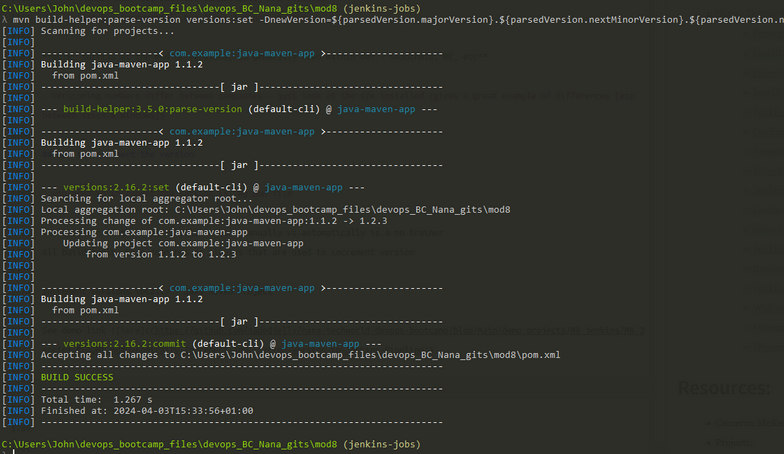 C:\Users\John\devops_bootcamp_files\devops_BC_Nana_gits\mod8 (jenkins-jobs)
λ mvn build-helper:parse-version versions:set -DnewVersion=${parsedVersion.majorVersion}.${parsedVersion.nextMinorVersion}.${parsedVersion.n
[INFO] Scanning for projects...
[INFO]
[INFO] ---------------------< com.example:java-maven-app >---------------------
[INFO] Building java-maven-app 1.1.2
[INFO]   from pom.xml
[INFO] --------------------------------[ jar ]---------------------------------
[INFO]
[INFO] --- build-helper:3.5.0:parse-version (default-cli) @ java-maven-app ---
[INFO]
[INFO] ---------------------< com.example:java-maven-app >---------------------
[INFO] Building java-maven-app 1.1.2
[INFO]   from pom.xml
[INFO] --------------------------------[ jar ]---------------------------------
[INFO]
[INFO] --- versions:2.16.2:set (default-cli) @ java-maven-app ---
[INFO] Searching for local aggregator root...
[INFO] Local aggregation root: C:\Users\John\devops_bootcamp_files\devops_BC_Nana_gits\mod8
[INFO] Processing change of com.example:java-maven-app:1.1.2 -> 1.2.3
[INFO] Processing com.example:java-maven-app
[INFO]     Updating project com.example:java-maven-app
[INFO]         from version 1.1.2 to 1.2.3
[INFO]
[INFO]
[INFO] ---------------------< com.example:java-maven-app >---------------------
[INFO] Building java-maven-app 1.1.2
[INFO]   from pom.xml
[INFO] --------------------------------[ jar ]---------------------------------
[INFO]
[INFO] --- versions:2.16.2:commit (default-cli) @ java-maven-app ---
[INFO] Accepting all changes to C:\Users\John\devops_bootcamp_files\devops_BC_Nana_gits\mod8\pom.xml
[INFO] ------------------------------------------------------------------------
[INFO] BUILD SUCCESS
[INFO] ------------------------------------------------------------------------
[INFO] Total time:  1.267 s
[INFO] Finished at: 2024-04-03T15:33:56+01:00
[INFO] ------------------------------------------------------------------------
Resources:
C:\Users\John\devops_bootcamp_files\devops_BC_Nana_gits\mod8 (jenkins-jobs)